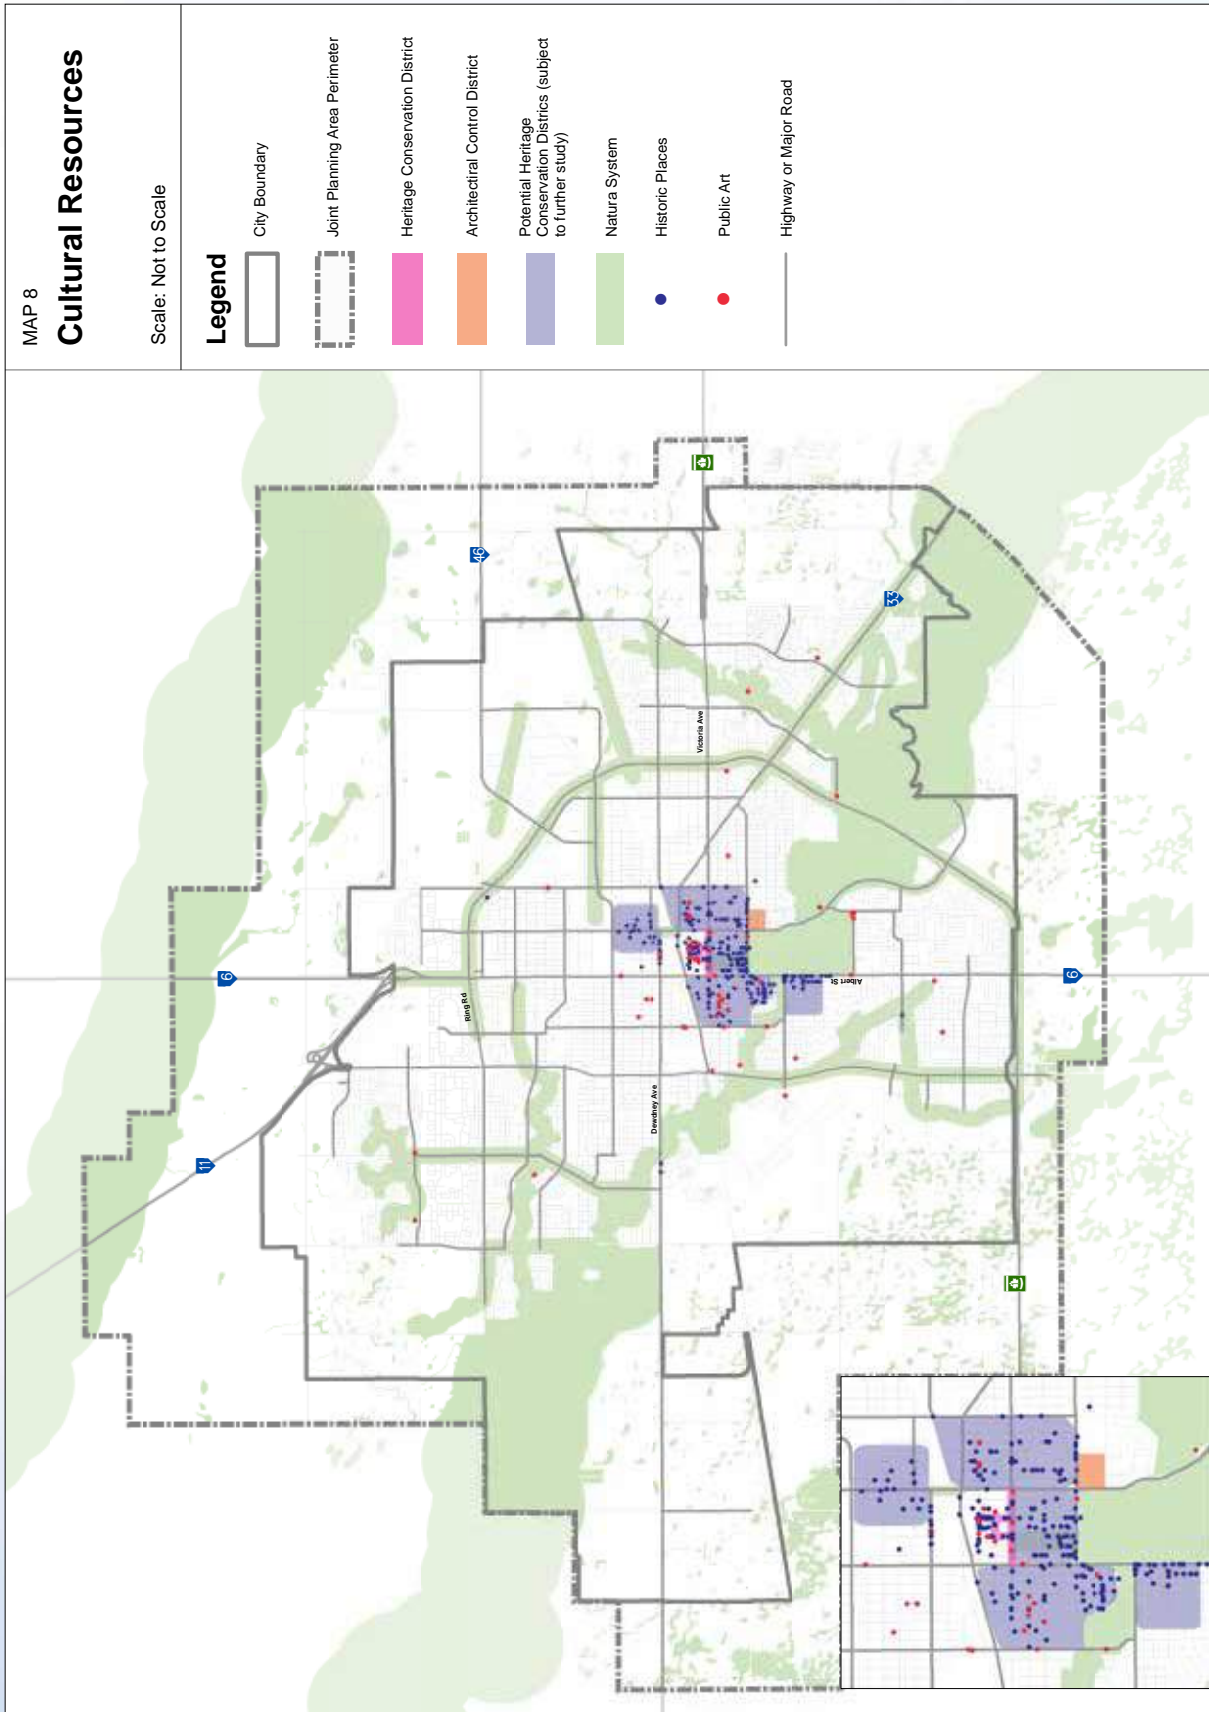 MAP 8
Cultural Resources
Scale: Not to Scale
Legend
City Boundary
Joint Planning Area Perimeter
Heritage Conservation District
Architectiral Control District
Potential Heritage
Conservation Districs (subject
to further study)
Natura System
Historic Places
Public Art
Highway or Major Road
11
6
46
33
6
Ring Rd
Dewdney Ave
Victoria Ave
Albert St